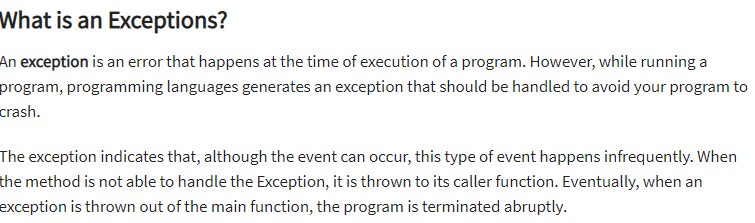 What is an Exceptions?
An exception is an error that happens at the time of execution of a program. However, while running a
program, programming languages generates an exception that should be handled to avoid your program to
crash.
The exception indicates that, although the event can occur, this type of event happens infrequently. When
the method is not able to handle the Exception, it is thrown to its caller function. Eventually, when an
exception is thrown out of the main function, the program is terminated abruptly.